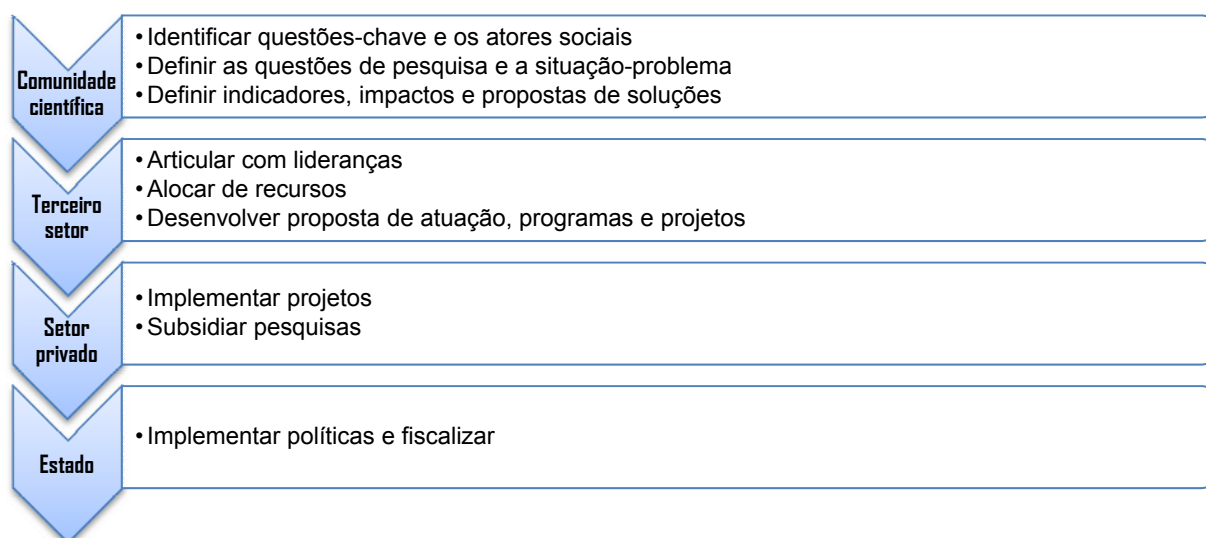 Comunidade
científica
• Identificar questões-chave e os atores sociais
• Definir as questões de pesquisa e a situação-problema
• Definir indicadores, impactos e propostas de soluções
Terceiro
setor
• Articular com lideranças
• Alocar de recursos
• Desenvolver proposta de atuação, programas e projetos
Setor
privado
• Implementar projetos
• Subsidiar pesquisas
Estado
• Implementar políticas e fiscalizar